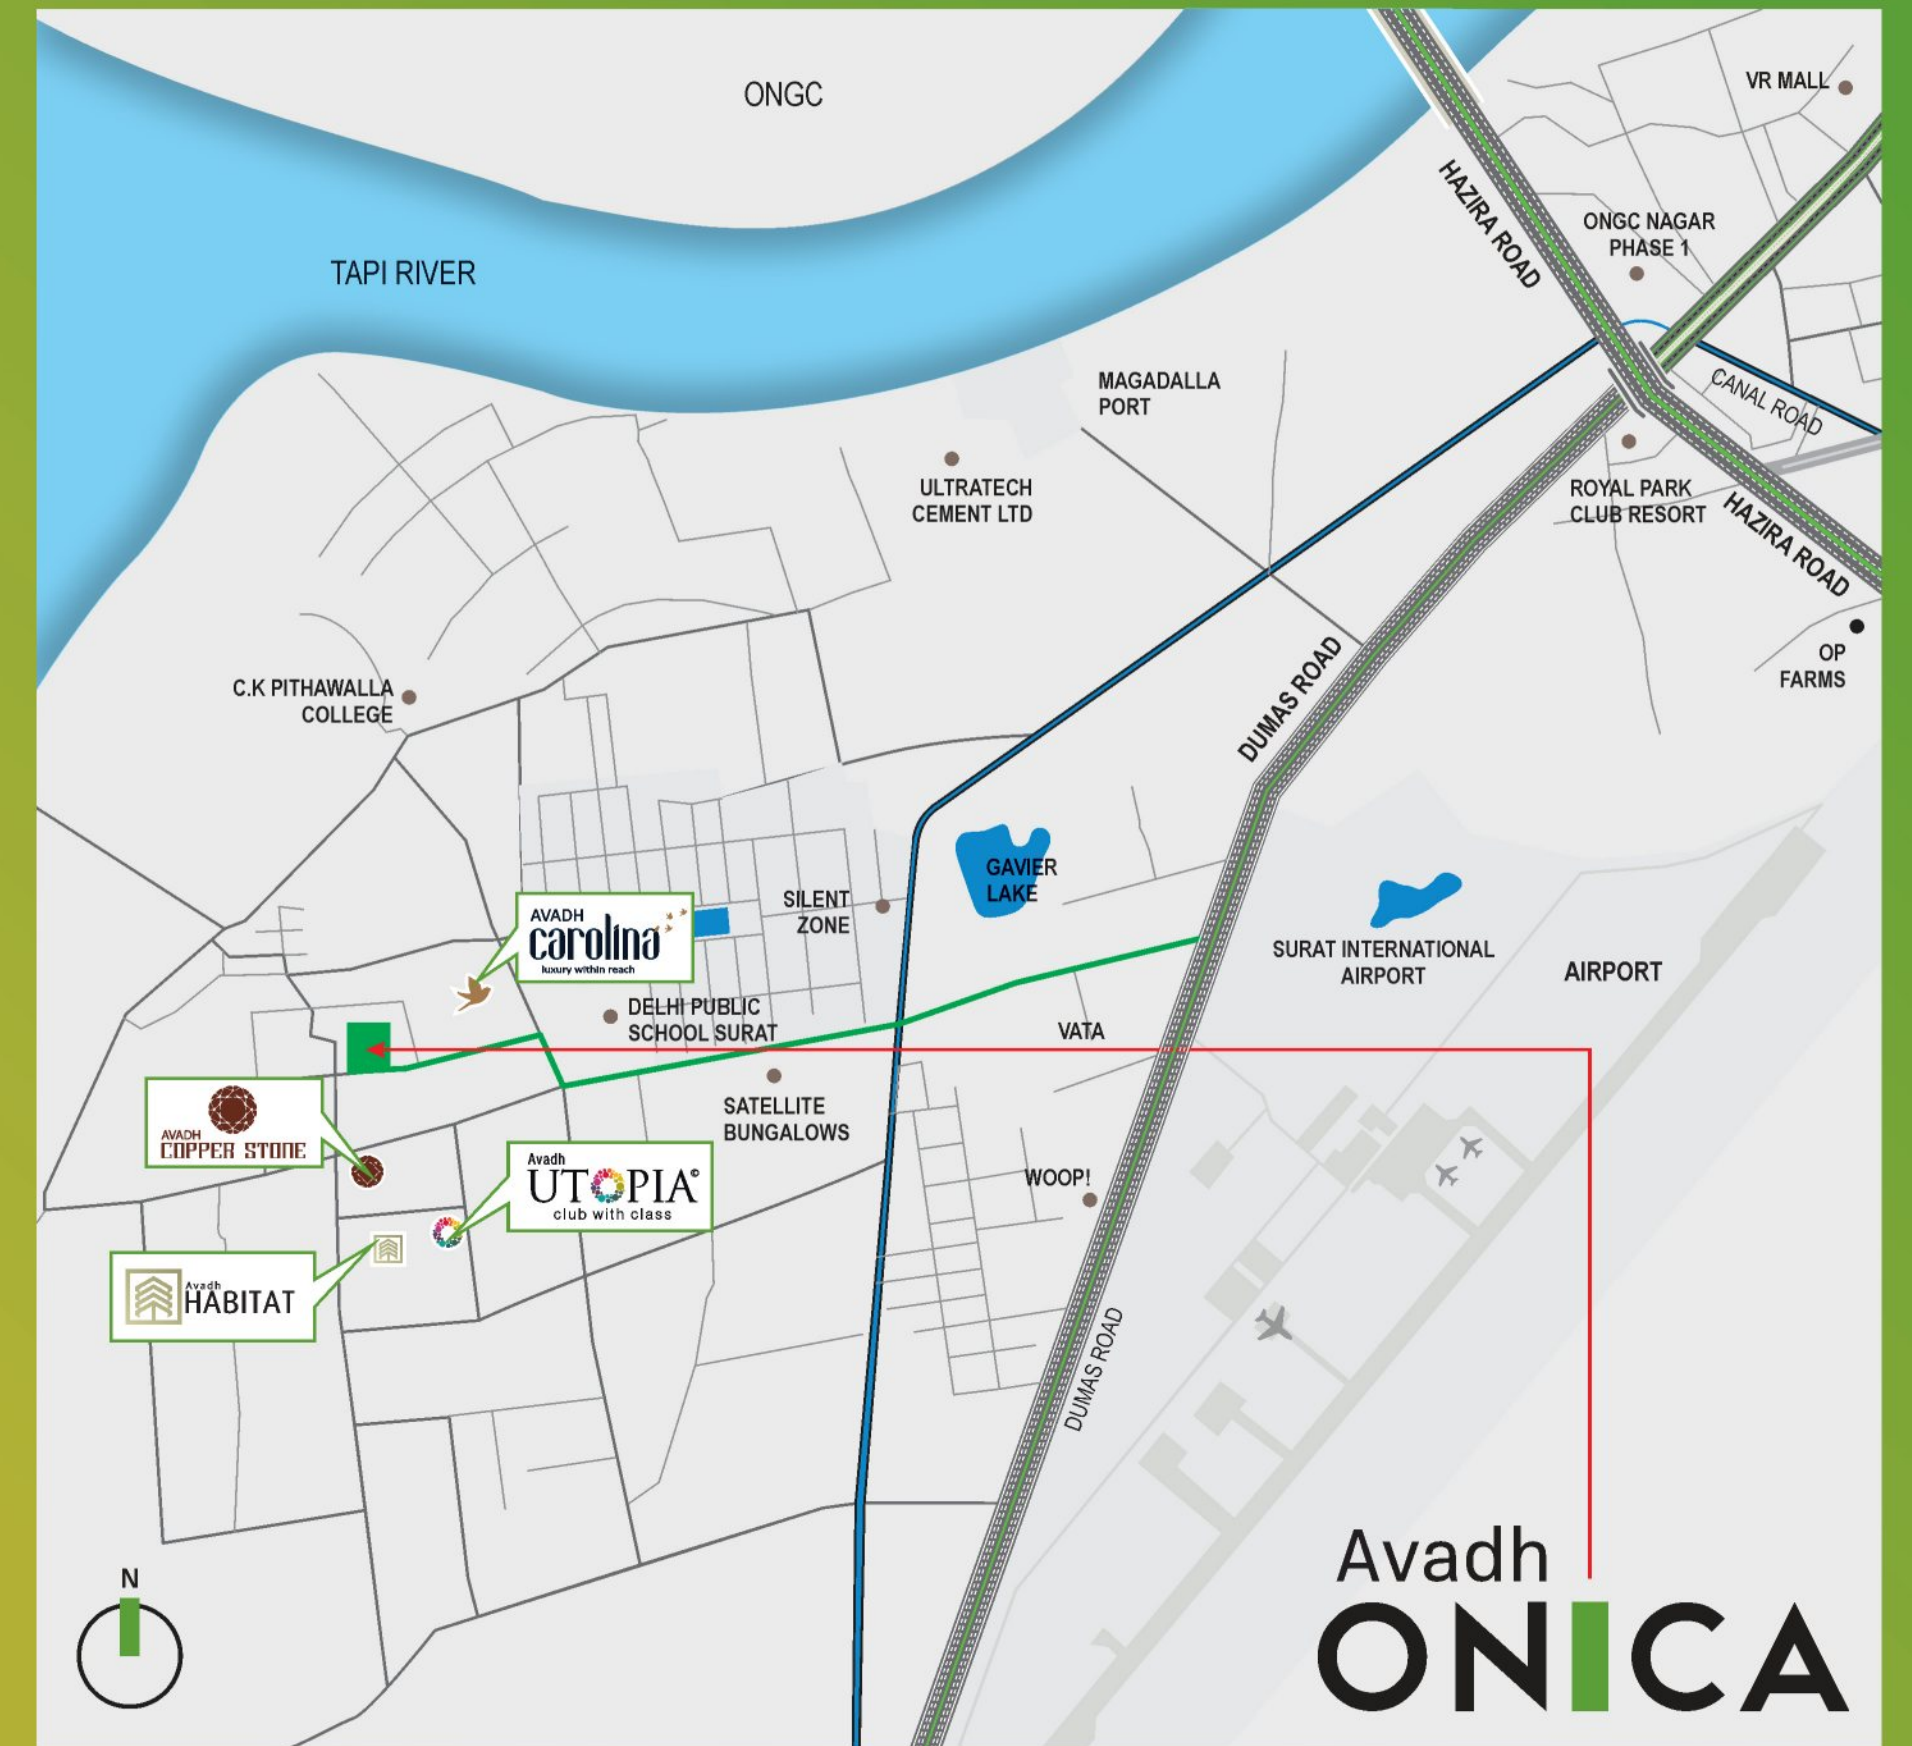 ONGC
VR MALL
HAZIRA ROAD
ONGC NAGAR
PHASE 1
TAPI RIVER
MAGADALLA
PORT
CANAL ROAD
ULTRATECH
CEMENT LTD
ROYAL PARK
CLUB RESORT
HAZIRA ROAD
OP
FARMS
C.K PITHAWALLA
COLLEGE
DUMAS ROAD
GAVIER
LAKE
SILENT
ZONE
AVADH
carolina
luxury within reach
SURAT INTERNATIONAL
AIRPORT
AIRPORT
DELHI PUBLIC
SCHOOL SURAT
VATA
SATELLITE
BUNGALOWS
AVADH
COPPER STONE
Avadh
UTOPIA©
club with class
WOOP!
Avadh
HABITAT
DUMAS ROAD
N
Avadh
ONICA